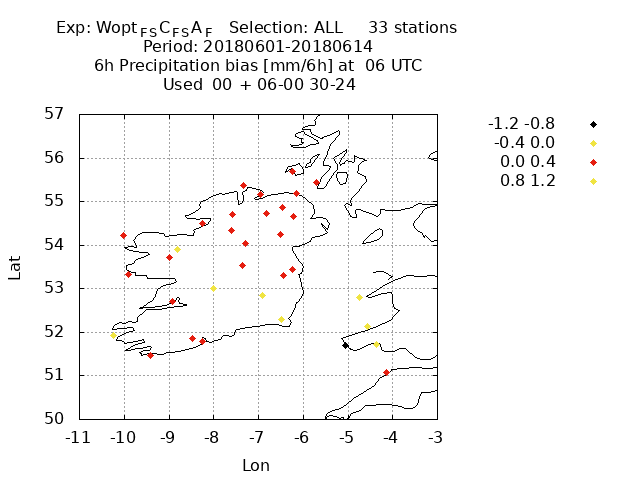 Exp: Wopt FS C FS A F   Selection: ALL     33 stations
Period: 20180601-20180614
6h Precipitation bias [mm/6h] at  06 UTC
Used  00 + 06-00 30-24
-1.2 -0.8
-0.4 0.0
0.0 0.4
0.8 1.2
57
56
55
54
53
52
51
50
Lat
-11 -10 -9 -8 -7 -6 -5 -4 -3
Lon